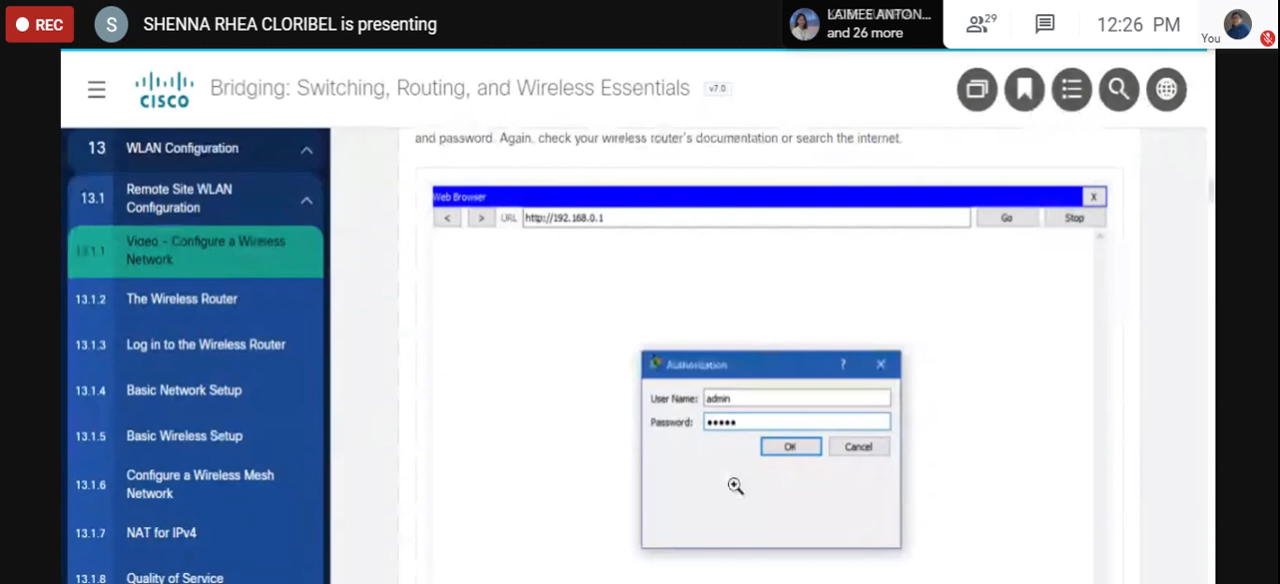 REC
S
SHENNA RHEA CLORIBEL is presenting
LAIMEE ANTON...
and 26 more
29
12:26 PM
You
CISCO
Bridging: Switching, Routing, and Wireless Essentials
v7.0
13 WLAN Configuration
13.1 Remote Site WLAN
Configuration
13.1.1 Video - Configure a Wireless
Network
13.1.2 The Wireless Router
13.1.3 Log in to the Wireless Router
13.1.4 Basic Network Setup
13.1.5 Basic Wireless Setup
13.1.6 Configure a Wireless Mesh
Network
13.1.7 NAT for IPv4
13.1.8 Quality of Service
and password. Again, check your wireless router's documentation or search the internet.
Web Browser X
< > URL http://192.168.0.1 Go Stop
Authorization ? X
User Name: admin
Password: •••••
OK Cancel